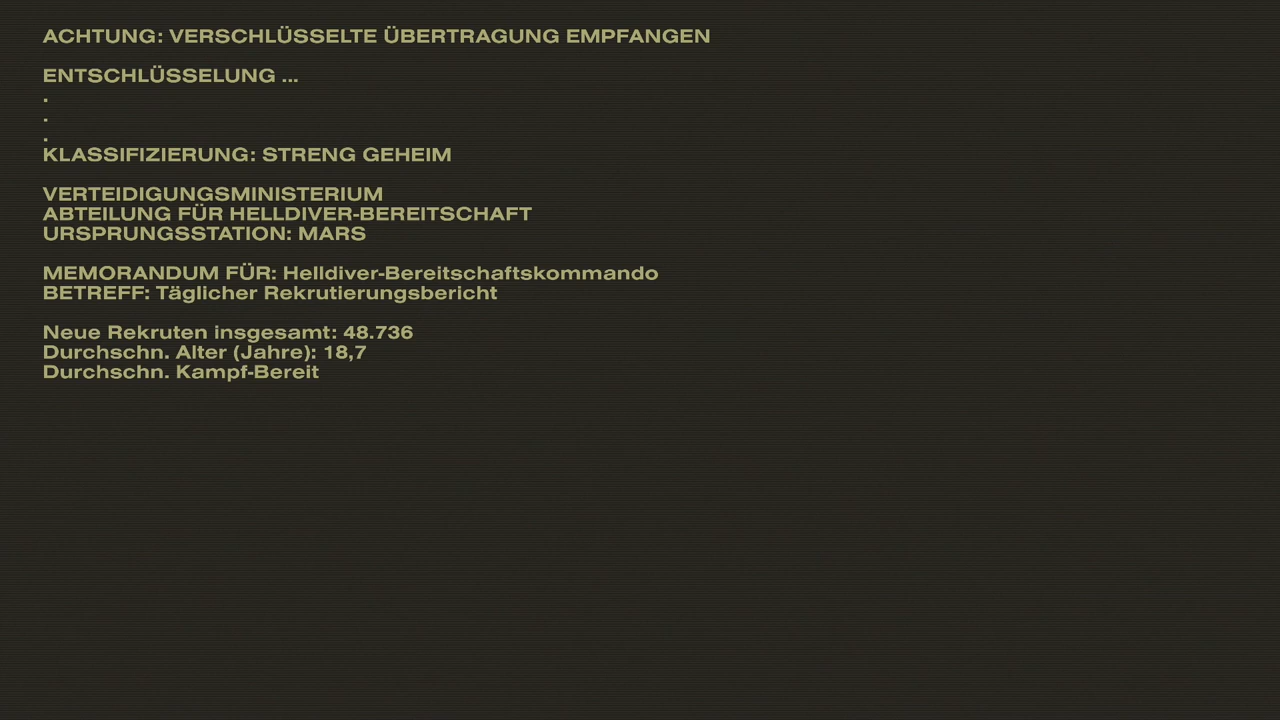 ACHTUNG: VERSCHLÜSSELTE ÜBERTRAGUNG EMPFANGEN
ENTSCHLÜSSELUNG ...
.
.
.
KLASSIFIZIERUNG: STRENG GEHEIM
VERTEIDIGUNGSMINISTERIUM
ABTEILUNG FÜR HELLDIVER-BEREITSCHAFT
URSPRUNGSSTATION: MARS
MEMORANDUM FÜR: Helldiver-Bereitschaftskommando
BETREFF: Täglicher Rekrutierungsbericht
Neue Rekruten insgesamt: 48.736
Durchschn. Alter (Jahre): 18,7
Durchschn. Kampf-Bereit